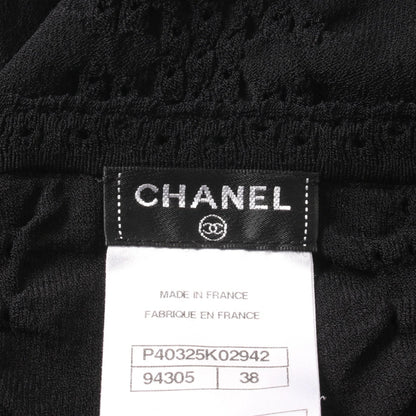 CHANEL
MADE IN FRANCE
FABRIQUE EN FRANCE
P40325K02942
94305 38